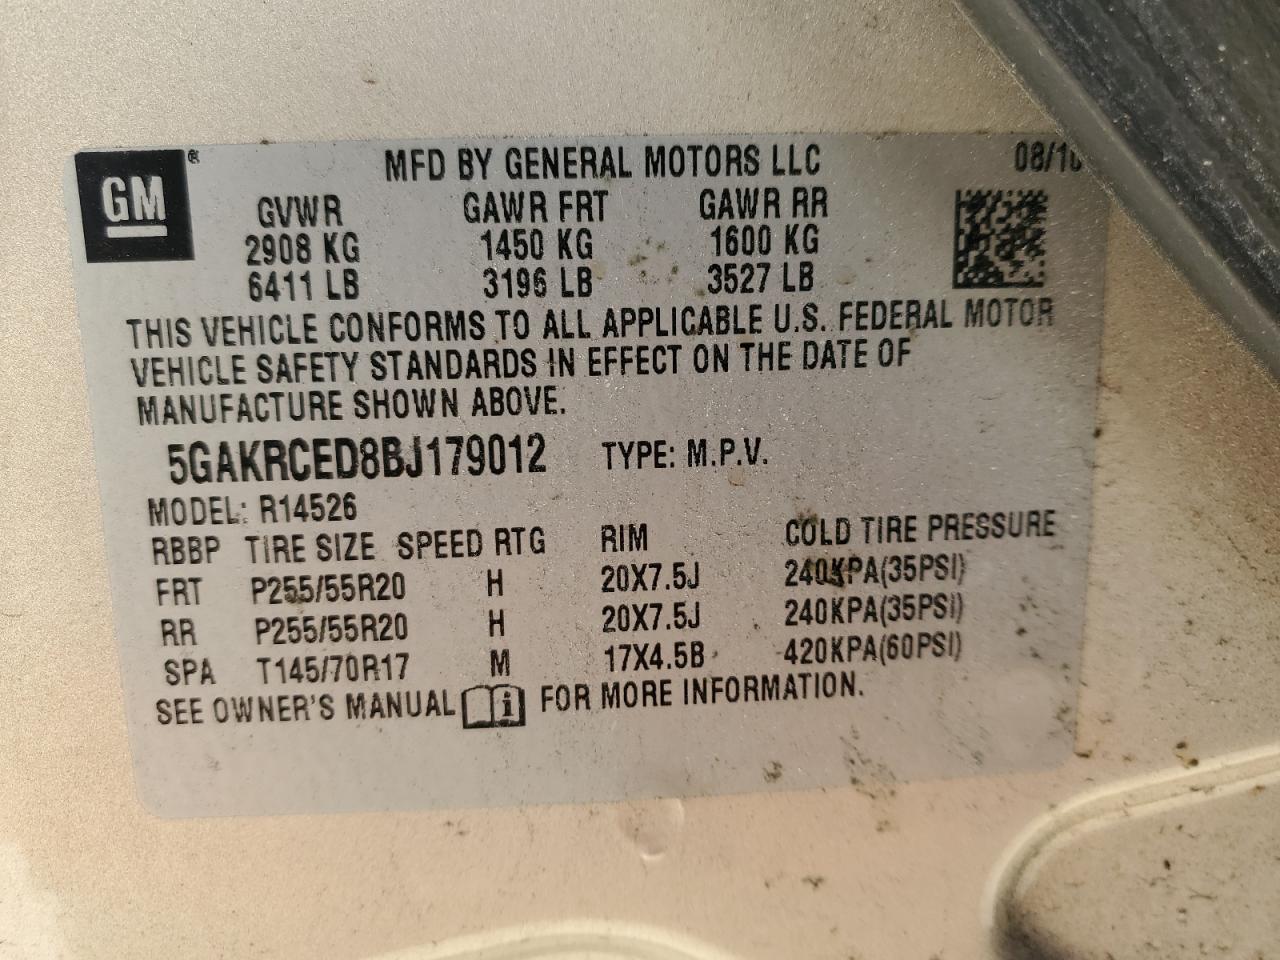 GM ®
MFD BY GENERAL MOTORS LLC 08/10
GVWR GAWR FRT GAWR RR
2908 KG 1450 KG 1600 KG
6411 LB 3196 LB 3527 LB
THIS VEHICLE CONFORMS TO ALL APPLICABLE U.S. FEDERAL MOTOR
VEHICLE SAFETY STANDARDS IN EFFECT ON THE DATE OF
MANUFACTURE SHOWN ABOVE.
5GAKRCED8BJ179012 TYPE: M.P.V.
MODEL: R14526
RBBP TIRE SIZE SPEED RTG RIM COLD TIRE PRESSURE
FRT P255/55R20 H 20X7.5J 240KPA(35PSI)
RR P255/55R20 H 20X7.5J 240KPA(35PSI)
SPA T145/70R17 M 17X4.5B 420KPA(60PSI)
SEE OWNER'S MANUAL i FOR MORE INFORMATION.